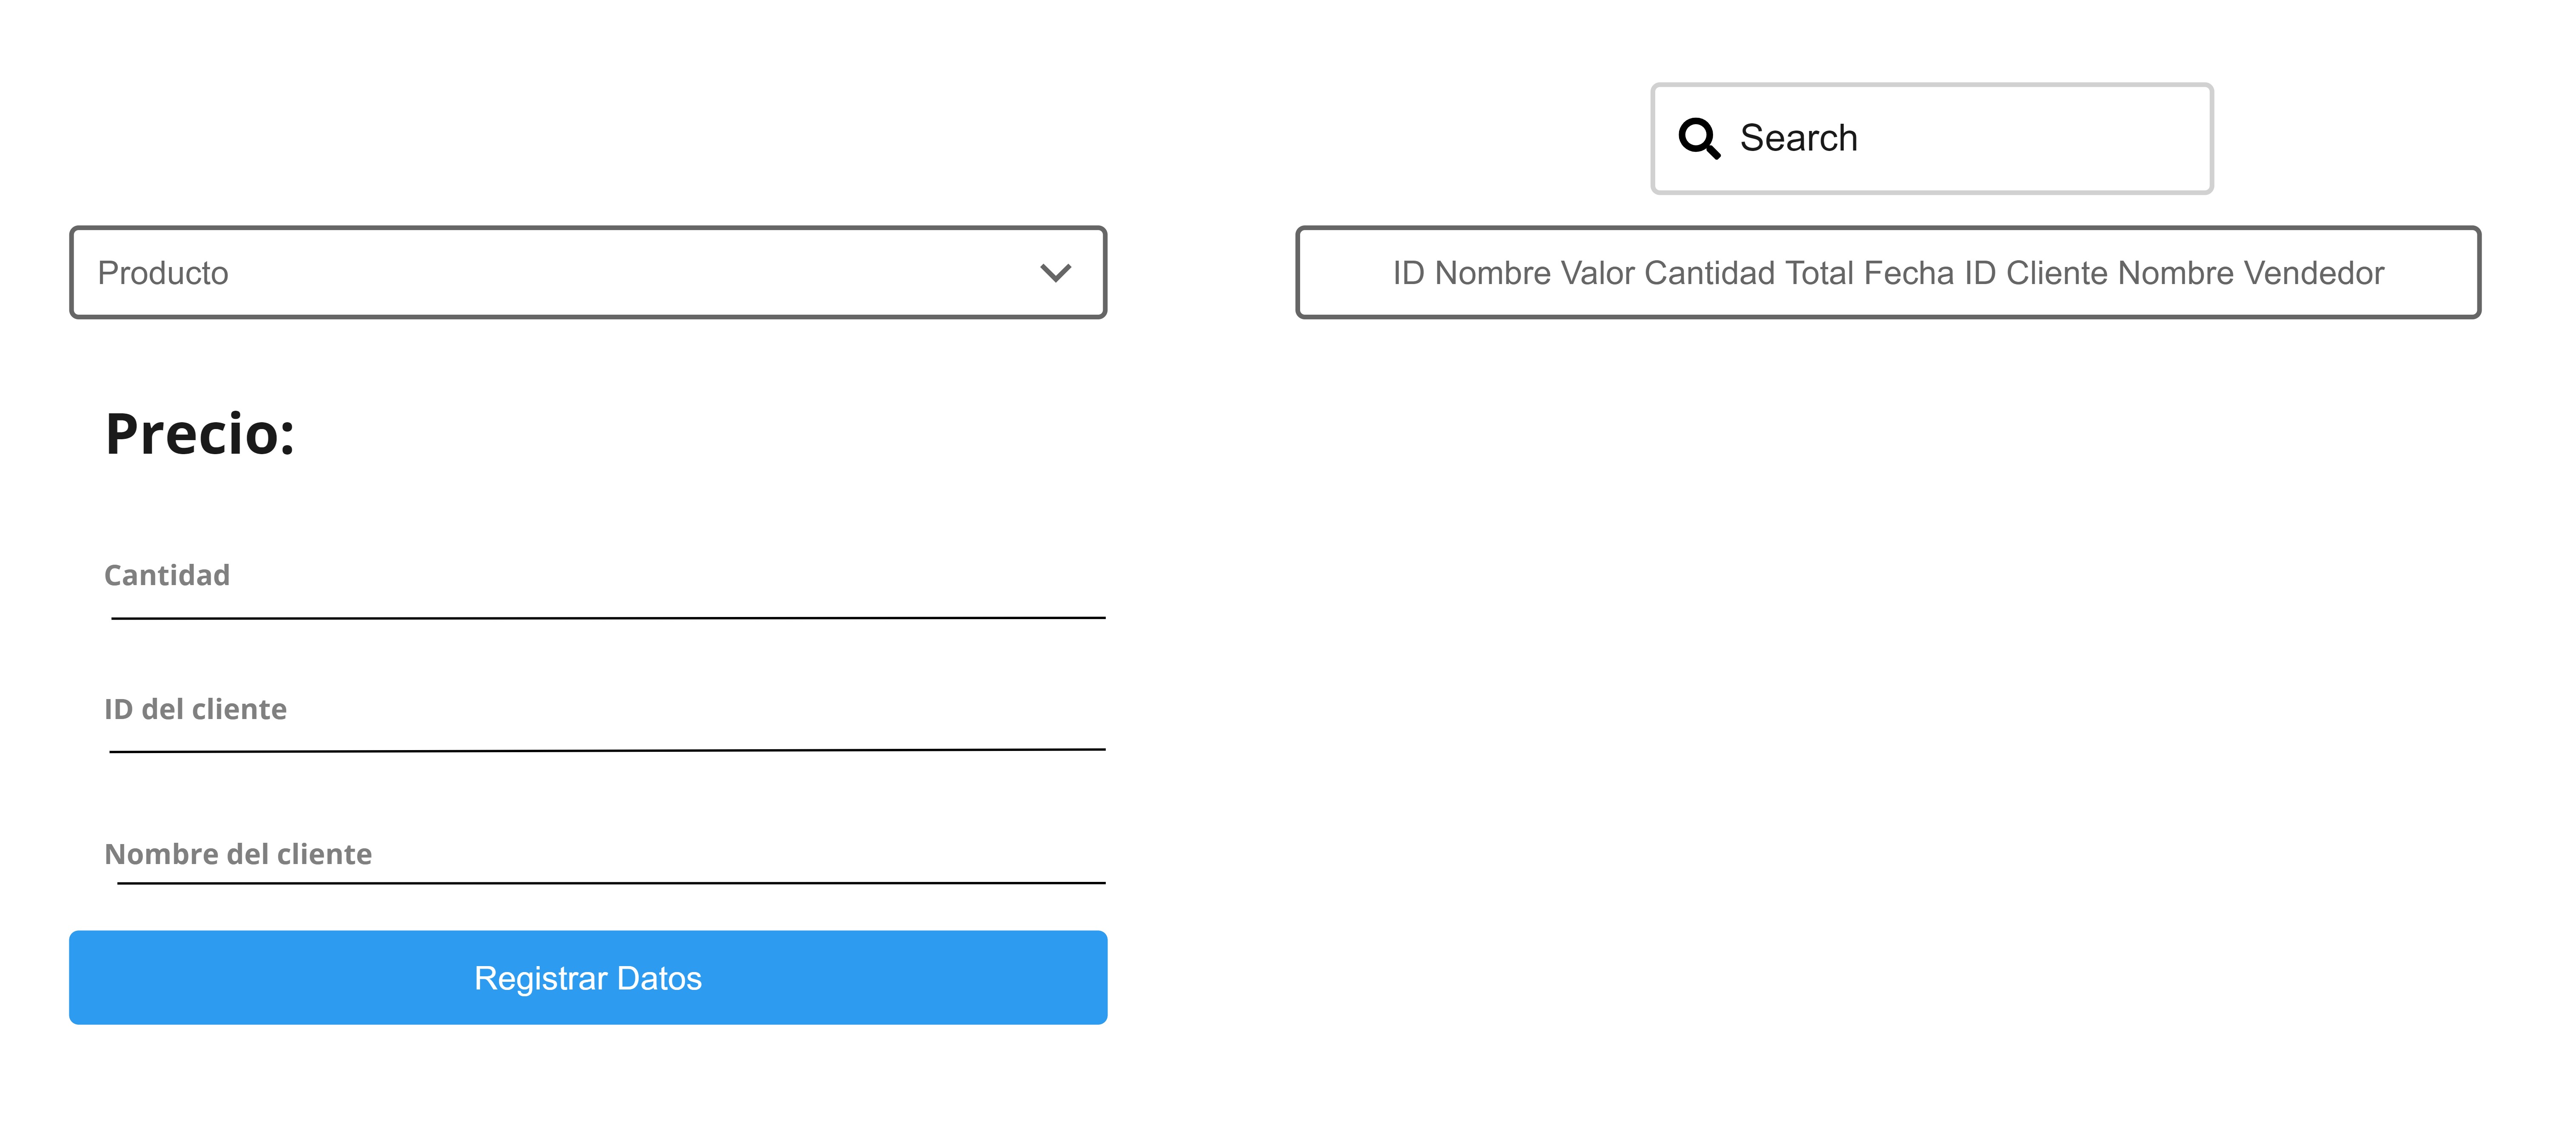 Search
Producto
ID Nombre Valor Cantidad Total Fecha ID Cliente Nombre Vendedor
Precio:
Cantidad
ID del cliente
Nombre del cliente
Registrar Datos